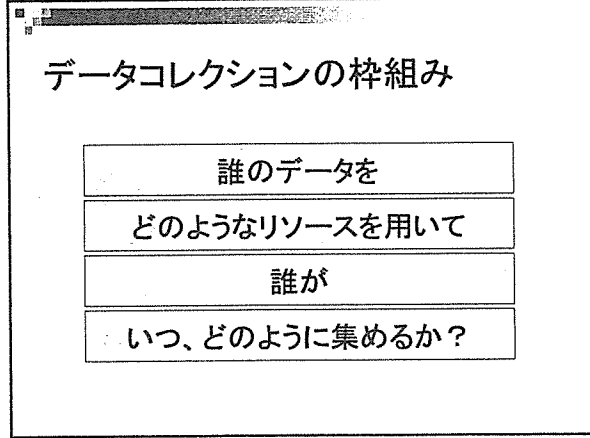 データコレクションの枠組み
誰のデータを
どのようなリソースを用いて
誰が
いつ、どのように集めるか？